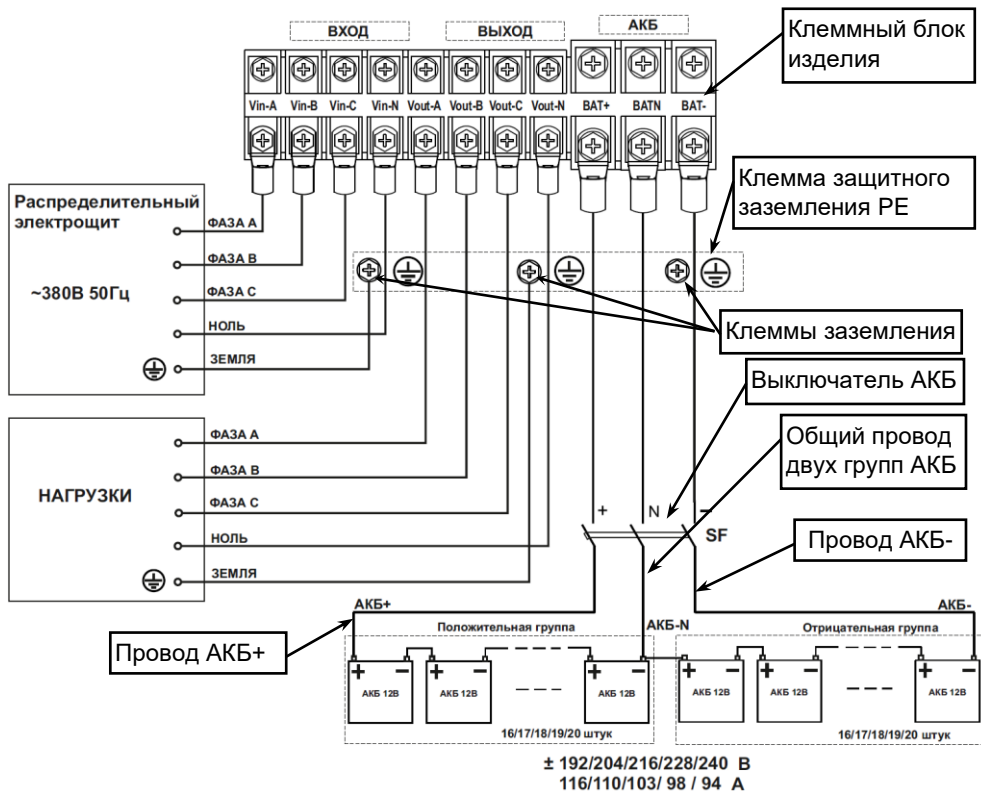 ВХОД
ВЫХОД
АКБ
Клеммный блок
изделия
Vin-A Vin-B Vin-C Vin-N Vout-A Vout-B Vout-C Vout-N BAT+ BATN BAT-
Клемма защитного
заземления PE
Распределительный
электрощит
~380В 50Гц
ФАЗА А
ФАЗА В
ФАЗА С
НОЛЬ
ЗЕМЛЯ
Клеммы заземления
Выключатель АКБ
Общий провод
двух групп АКБ
НАГРУЗКИ
ФАЗА А
ФАЗА В
ФАЗА С
НОЛЬ
ЗЕМЛЯ
+ N −
SF
Провод АКБ-
АКБ+
АКБ-N
АКБ-
Провод АКБ+
Положительная группа
Отрицательная группа
+ − + − + − + − + − + −
АКБ 12В АКБ 12В АКБ 12В АКБ 12В АКБ 12В АКБ 12В
16/17/18/19/20 штук
16/17/18/19/20 штук
± 192/204/216/228/240 В
116/110/103/ 98 / 94 А